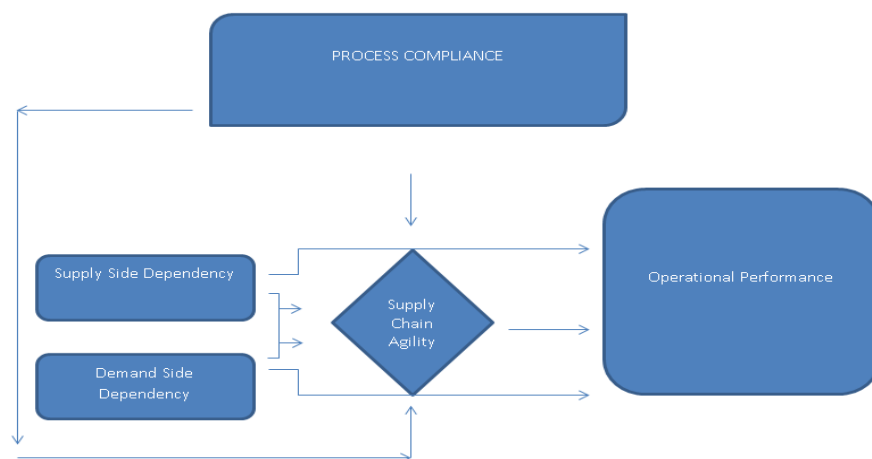 PROCESS COMPLIANCE
Supply Side Dependency
Operational Performance
Supply
Chain
Agility
Demand Side
Dependency